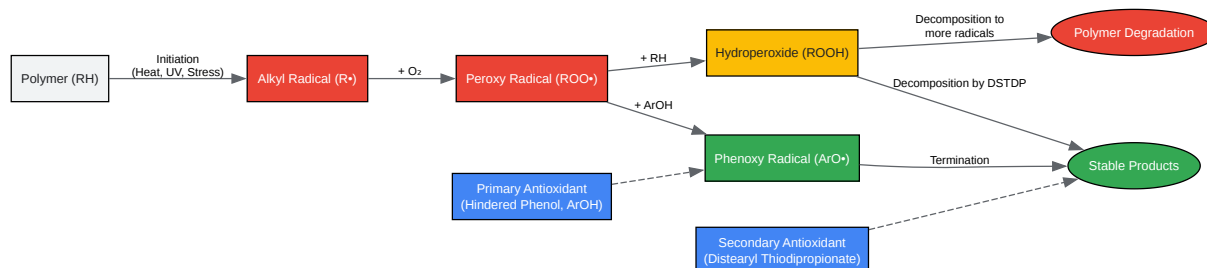 Polymer (RH)
Initiation
(Heat, UV, Stress)
Alkyl Radical (R•)
+ O₂
Peroxy Radical (ROO•)
+ RH
Hydroperoxide (ROOH)
Decomposition to
more radicals
Polymer Degradation
Decomposition by DSTDP
+ ArOH
Phenoxy Radical (ArO•)
Termination
Stable Products
Primary Antioxidant
(Hindered Phenol, ArOH)
Secondary Antioxidant
(Distearyl Thiodipropionate)